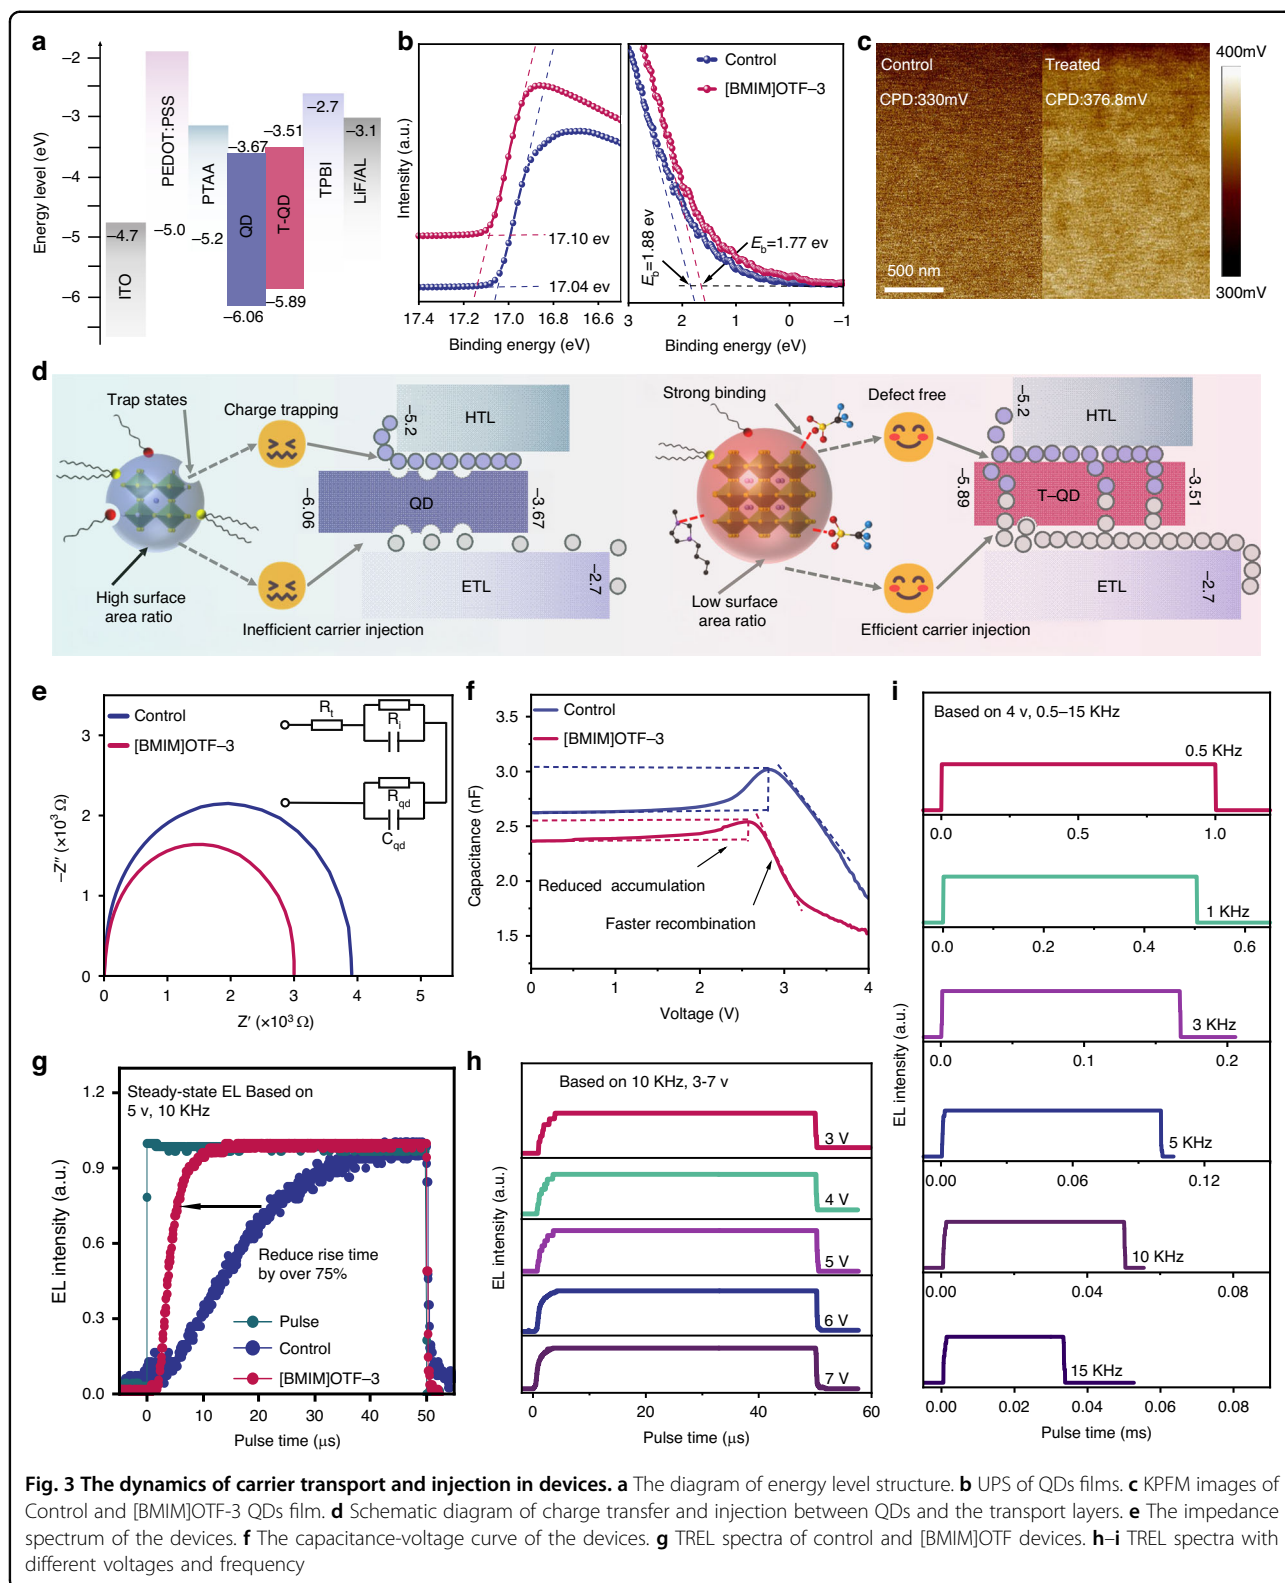 a
Energy level (eV)
−2
−3
−4
−5
−6
ITO
−4.7
PEDOT:PSS
−5.0
PTAA
−5.2
QD
−3.67
−6.06
T-QD
−3.51
−5.89
TPBI
−2.7
LiF/AL
−3.1
b
Intensity (a.u.)
17.10 ev
17.04 ev
17.4 17.2 17.0 16.8 16.6
Binding energy (eV)
Control
[BMIM]OTF–3
Eb=1.88 ev
Eb=1.77 ev
3 2 1 0 −1
Binding energy (eV)
c
Control
CPD:330mV
Treated
CPD:376.8mV
500 nm
400mV
300mV
d
Trap states
Charge trapping
High surface
area ratio
Inefficient carrier injection
−5.2
HTL
−6.06
QD
−3.67
ETL
−2.7
Strong binding
Defect free
Low surface
area ratio
Efficient carrier injection
−5.2
HTL
−5.89
T–QD
−3.51
ETL
−2.7
e
Control
[BMIM]OTF–3
Rt
Ri
Rqd
Cqd
−Z″ (×10³ Ω)
3
2
1
0
0 1 2 3 4 5
Z′ (×10³ Ω)
f
Control
[BMIM]OTF–3
Capacitance (nF)
3.5
3.0
2.5
2.0
1.5
Reduced accumulation
Faster recombination
0 1 2 3 4
Voltage (V)
g
Steady-state EL Based on
5 v, 10 KHz
EL intensity (a.u.)
1.2
0.9
0.6
0.3
0.0
Reduce rise time
by over 75%
Pulse
Control
[BMIM]OTF–3
0 10 20 30 40 50
Pulse time (μs)
h
Based on 10 KHz, 3-7 v
EL intensity (a.u.)
3 V
4 V
5 V
6 V
7 V
0 20 40 60
Pulse time (μs)
i
Based on 4 v, 0.5–15 KHz
EL intensity (a.u.)
0.5 KHz
0.0 0.5 1.0
1 KHz
0.0 0.2 0.4 0.6
3 KHz
0.0 0.1 0.2
5 KHz
0.00 0.06 0.12
10 KHz
0.00 0.04 0.08
15 KHz
0.00 0.02 0.04 0.06
Pulse time (ms)
Fig. 3 The dynamics of carrier transport and injection in devices. a The diagram of energy level structure. b UPS of QDs films. c KPFM images of
Control and [BMIM]OTF-3 QDs film. d Schematic diagram of charge transfer and injection between QDs and the transport layers. e The impedance
spectrum of the devices. f The capacitance-voltage curve of the devices. g TREL spectra of control and [BMIM]OTF devices. h–i TREL spectra with
different voltages and frequency